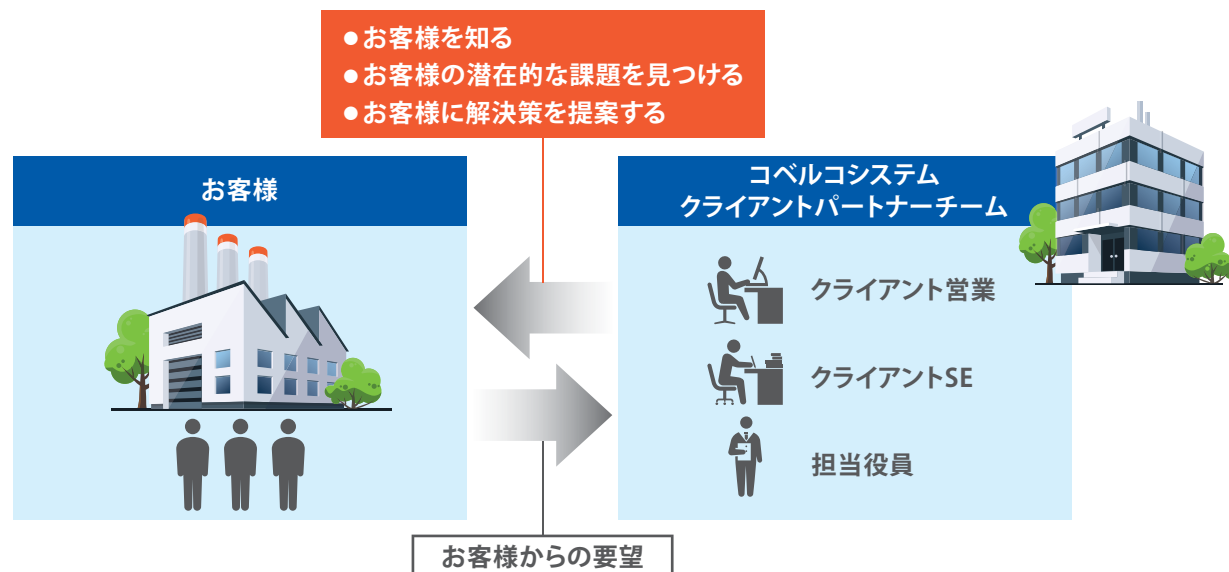 ●お客様を知る
●お客様の潜在的な課題を見つける
●お客様に解決策を提案する
お客様
コベルコシステム
クライアントパートナーチーム
クライアント営業
クライアントSE
担当役員
お客様からの要望